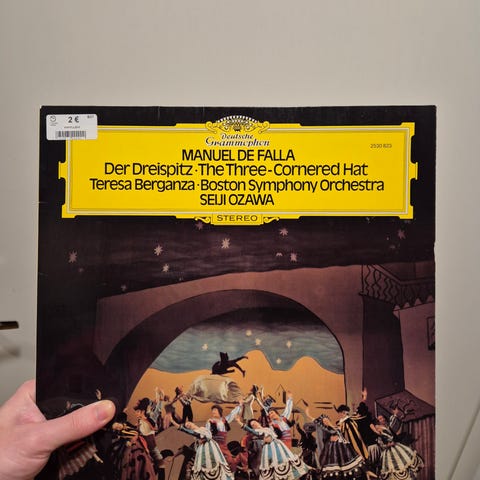 2 €
Deutsche
Grammophon
2530 823
MANUEL DE FALLA
Der Dreispitz · The Three-Cornered Hat
Teresa Berganza · Boston Symphony Orchestra
SEIJI OZAWA
STEREO